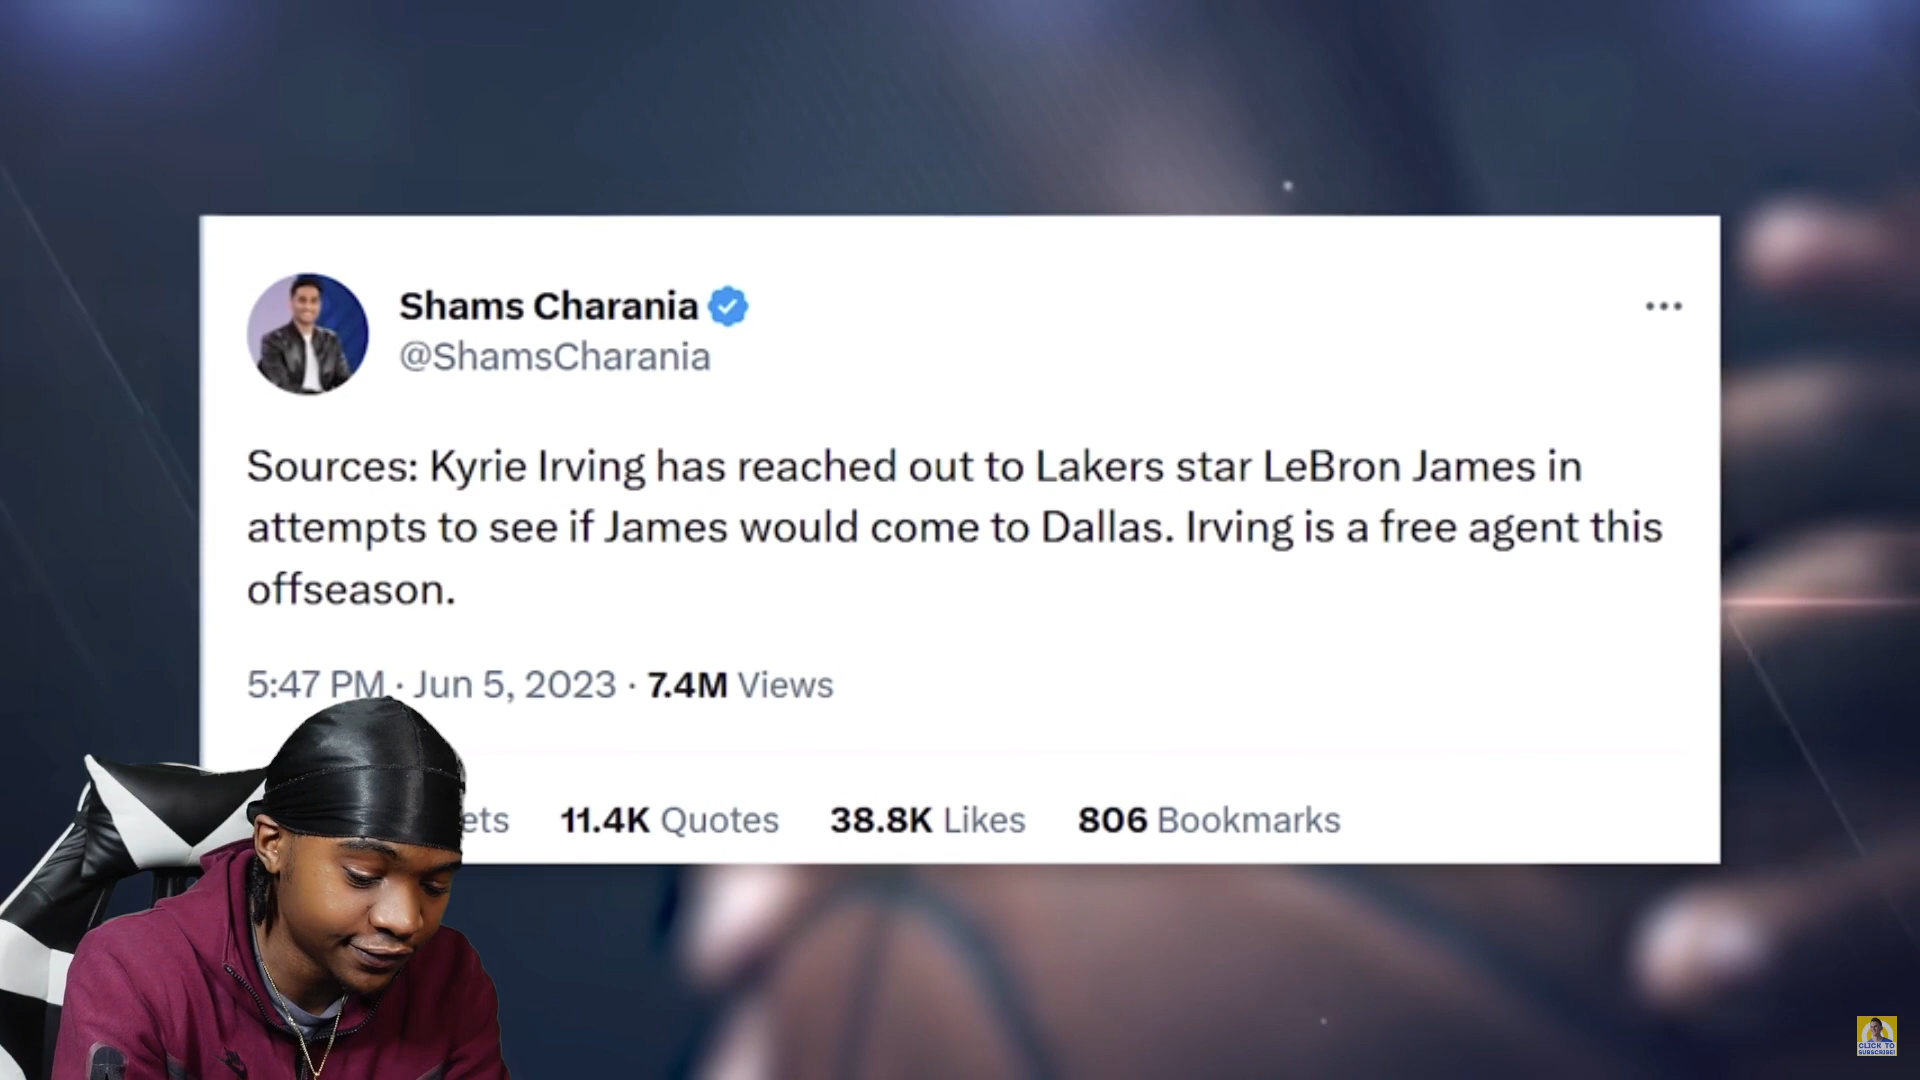 Shams Charania
@ShamsCharania
Sources: Kyrie Irving has reached out to Lakers star LeBron James in
attempts to see if James would come to Dallas. Irving is a free agent this
offseason.
5:47 PM · Jun 5, 2023 · 7.4M Views
ets 11.4K Quotes 38.8K Likes 806 Bookmarks
CLICK TO
SUBSCRIBE!